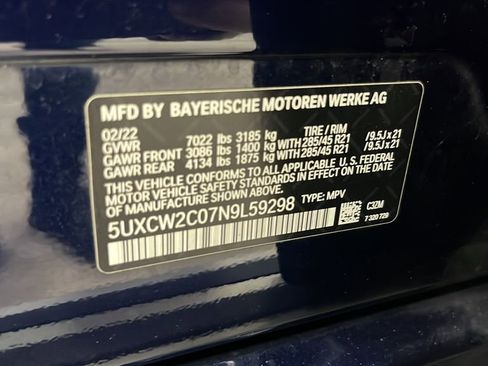 MFD BY BAYERISCHE MOTOREN WERKE AG
02/22
GVWR 7022 lbs 3185 kg TIRE / RIM
GAWR FRONT 3086 lbs 1400 kg WITH 285/45 R21 /9.5J x 21
GAWR REAR 4134 lbs 1875 kg WITH 285/45 R21 /9.5J x 21
THIS VEHICLE CONFORMS TO ALL APPLICABLE U.S. FEDERAL
MOTOR VEHICLE SAFETY STANDARDS IN EFFECT ON THE DATE
OF MANUFACTURE SHOWN ABOVE.
5UXCW2C07N9L59298 TYPE: MPV
C3ZM
7 320 729